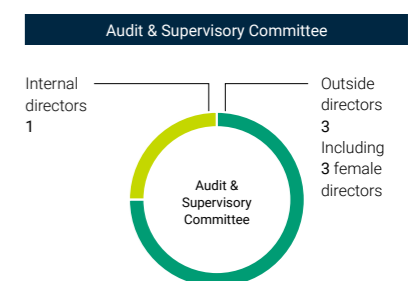 Audit & Supervisory Committee
Internal
directors
1
Outside
directors
3
Including
3 female
directors
Audit &
Supervisory
Committee